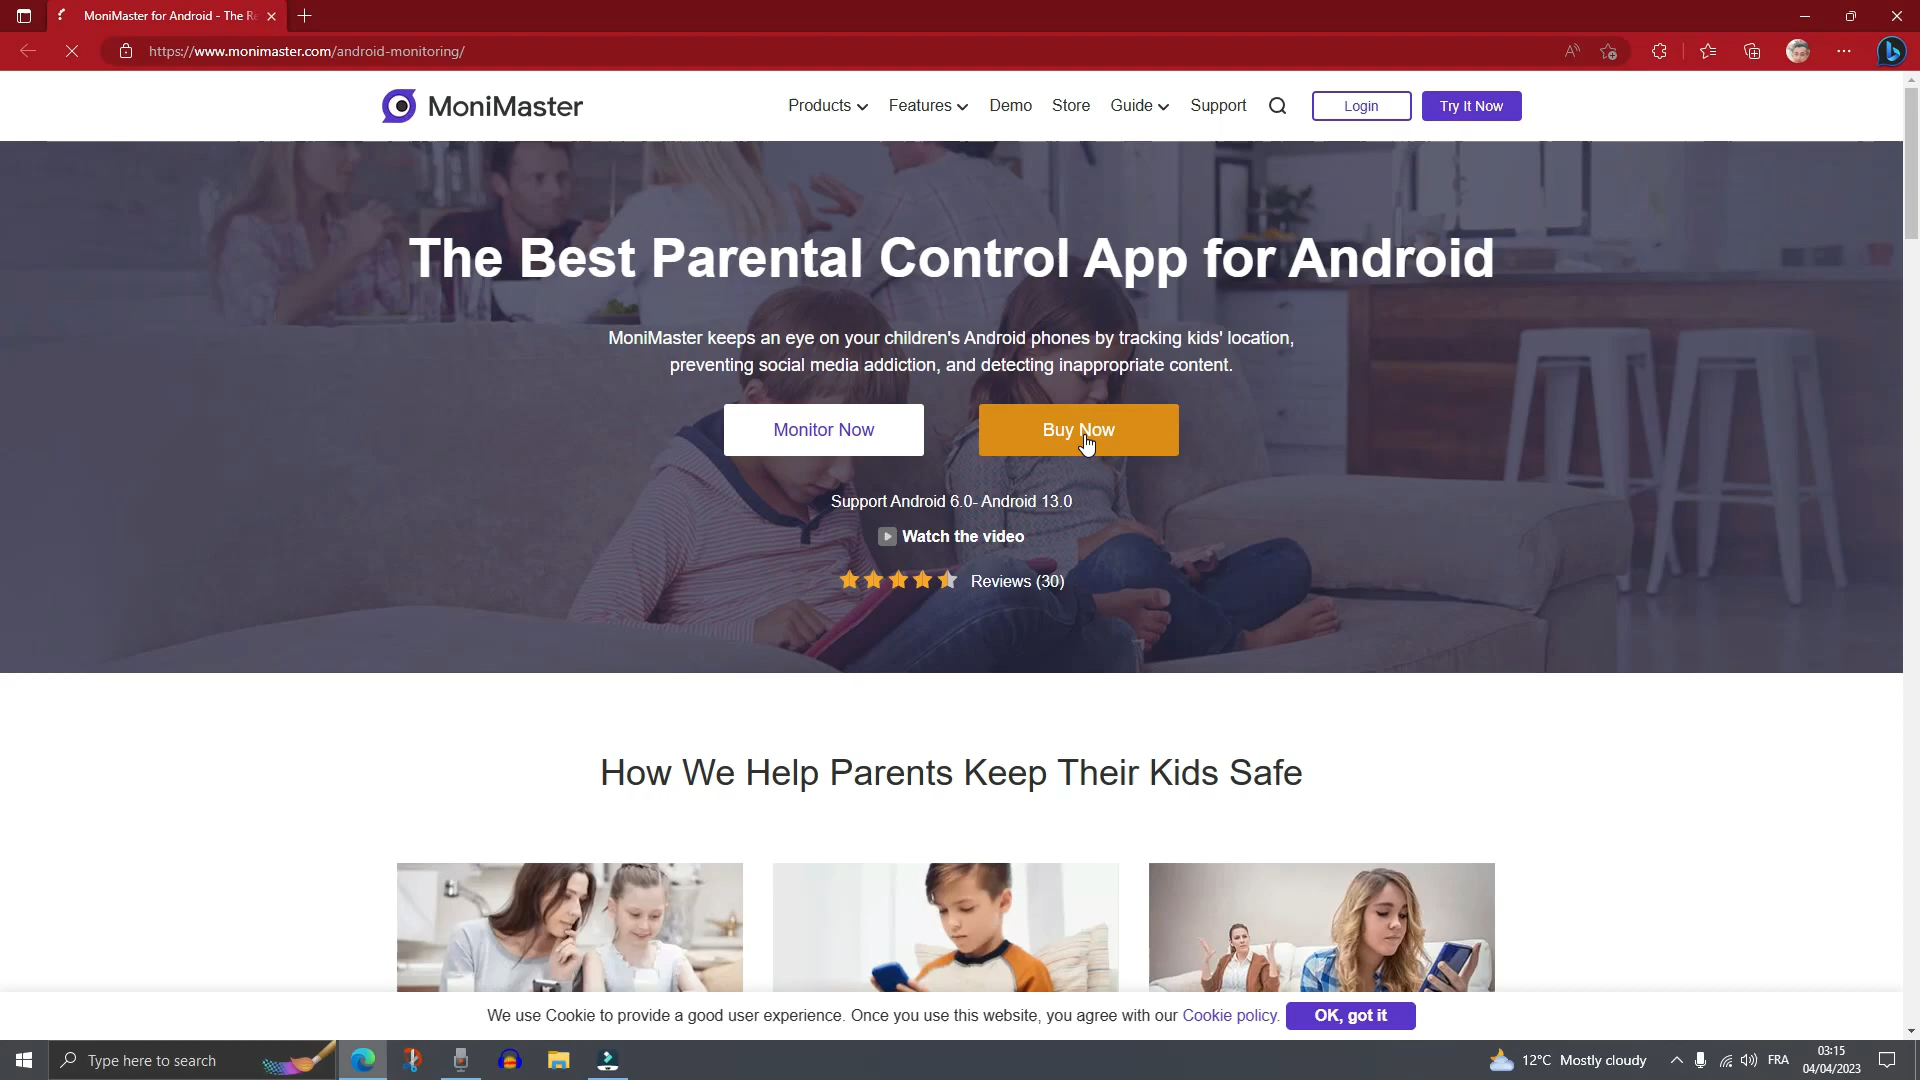 MoniMaster for Android - The Re
https://www.monimaster.com/android-monitoring/
MoniMaster
Products
Features
Demo
Store
Guide
Support
Login
Try It Now
The Best Parental Control App for Android
MoniMaster keeps an eye on your children's Android phones by tracking kids' location,
preventing social media addiction, and detecting inappropriate content.
Monitor Now
Buy Now
Support Android 6.0- Android 13.0
Watch the video
Reviews (30)
How We Help Parents Keep Their Kids Safe
We use Cookie to provide a good user experience. Once you use this website, you agree with our Cookie policy.
OK, got it
Type here to search
12°C Mostly cloudy
FRA
03:15
04/04/2023